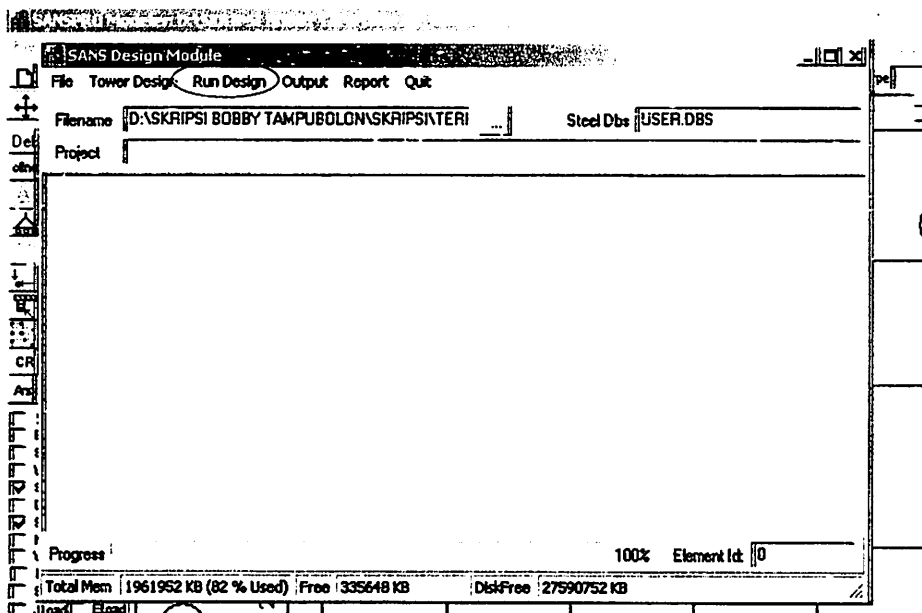 SANS Design Module
File Tower Design Run Design Output Report Quit
Filename D:\SKRIPSI BOBBY TAMPUBOLON\SKRIPSI\TERI ... Steel Dbs USER.DBS
Project
CR
Progress 100% Element Id: 0
Total Mem 1961952 KB (82 % Used) Free 335648 KB DiskFree 27590752 KB